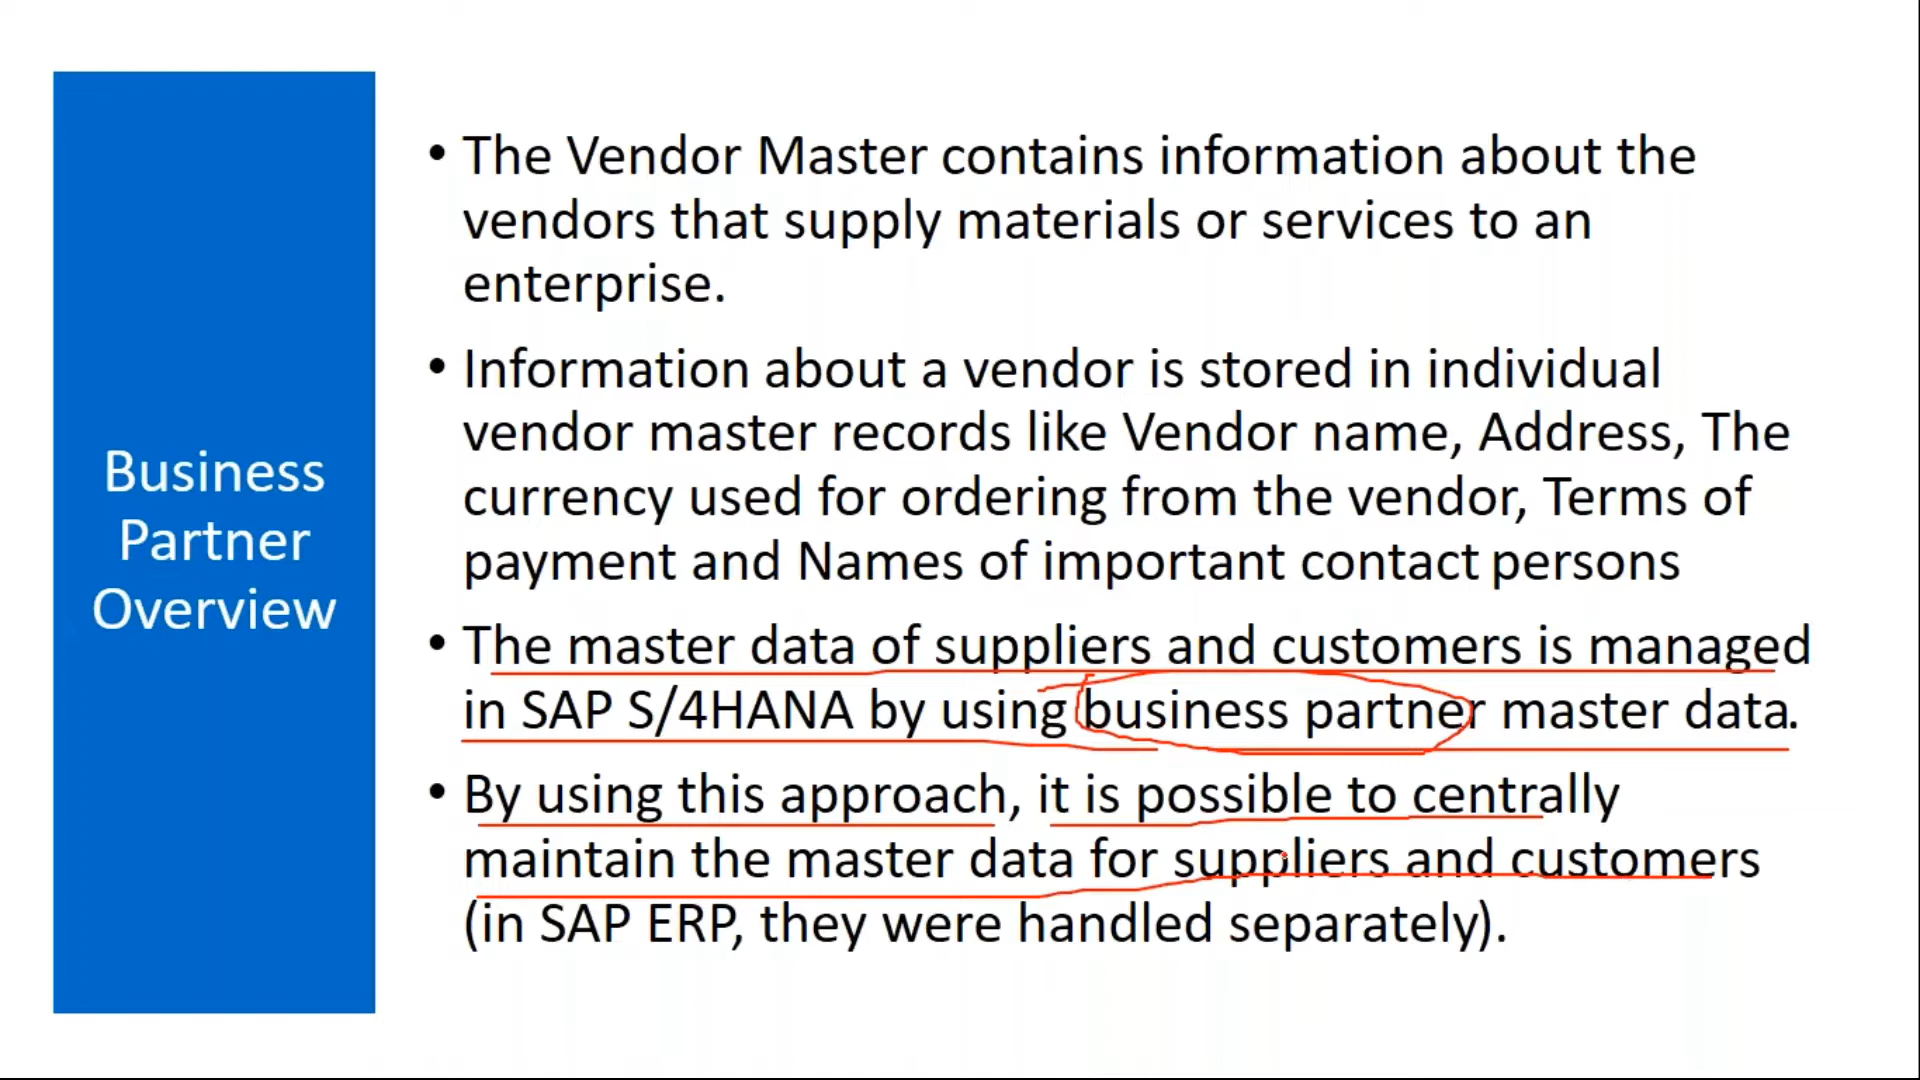 Business
Partner
Overview
• The Vendor Master contains information about the
vendors that supply materials or services to an
enterprise.
• Information about a vendor is stored in individual
vendor master records like Vendor name, Address, The
currency used for ordering from the vendor, Terms of
payment and Names of important contact persons
• The master data of suppliers and customers is managed
in SAP S/4HANA by using business partner master data.
• By using this approach, it is possible to centrally
maintain the master data for suppliers and customers
(in SAP ERP, they were handled separately).